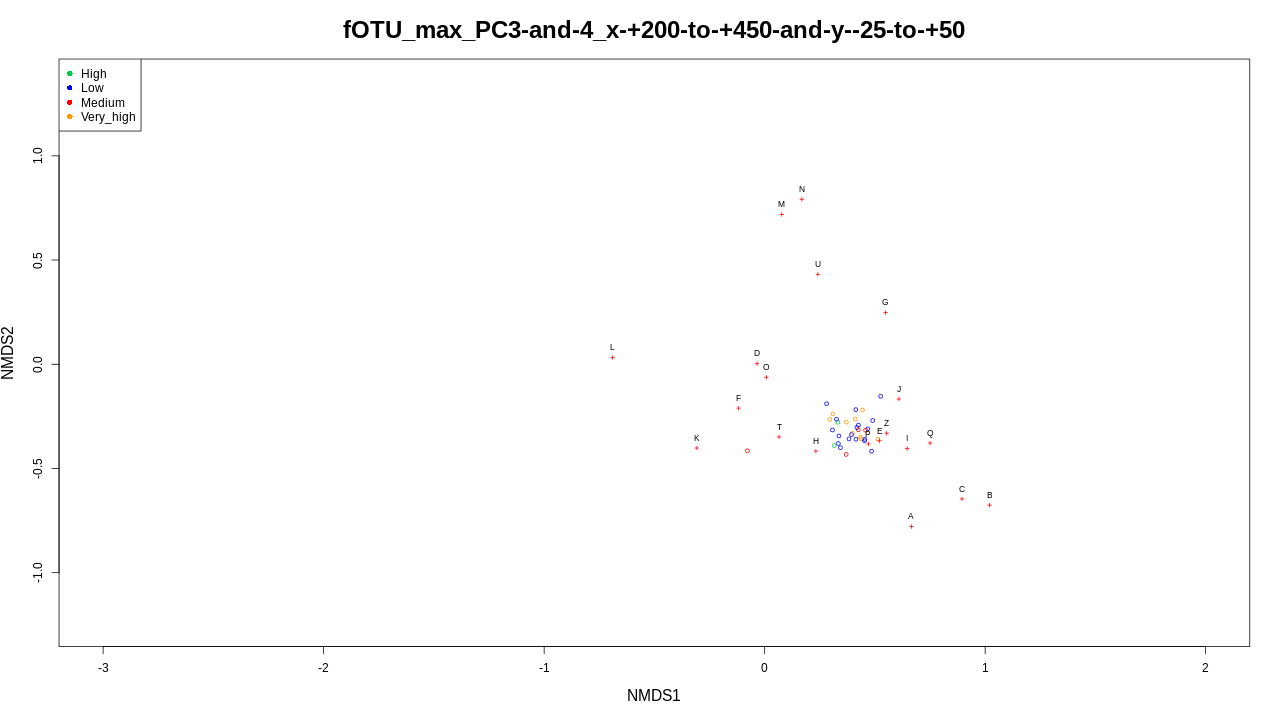 fOTU_max_PC3-and-4_x-+200-to-+450-and-y--25-to-+50
High
Low
Medium
Very_high
1.0
0.5
0.0
-0.5
-1.0
NMDS2
N
M
U
G
L
D
O
J
F
Z
T
E
Q
K
H
I
C
B
A
-3
-2
-1
0
1
2
NMDS1